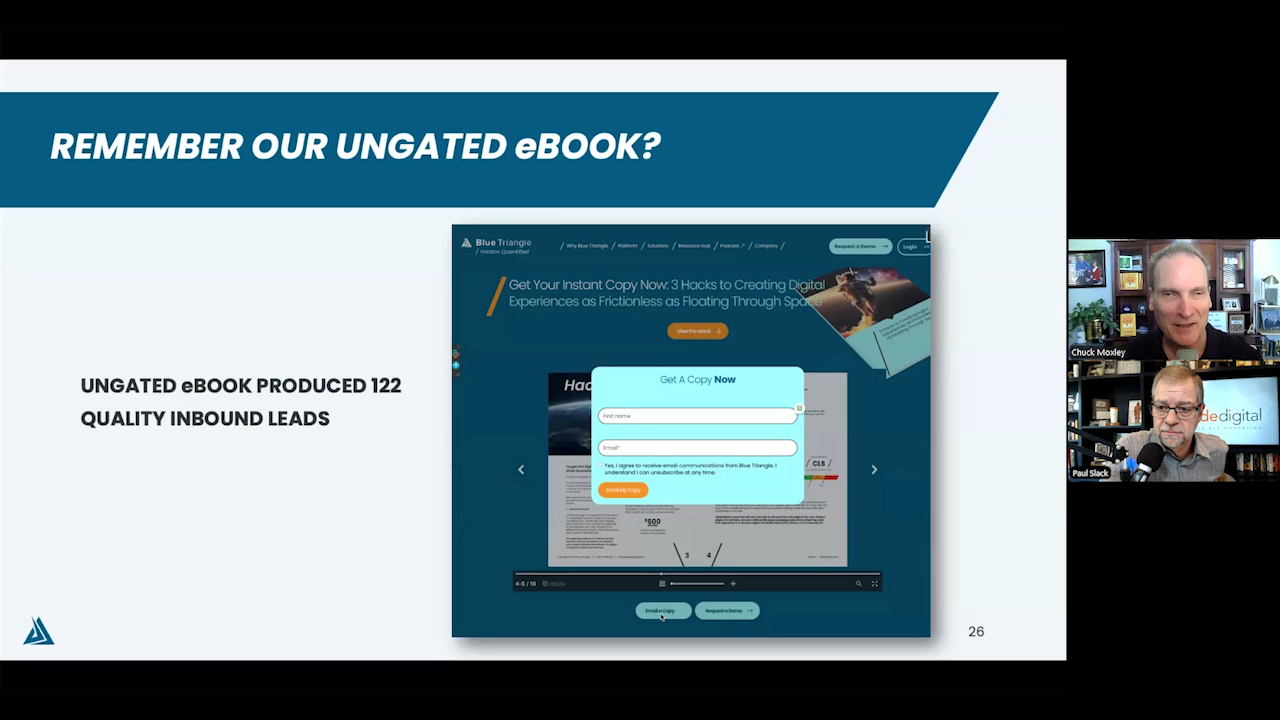 REMEMBER OUR UNGATED eBOOK?
UNGATED eBOOK PRODUCED 122
QUALITY INBOUND LEADS
Blue Triangle
/ Friction Quantified
/ Why Blue Triangle / Platform / Solutions / Resource Hub / Podcast / Company /
Request a Demo
Login
Get Your Instant Copy Now: 3 Hacks to Creating Digital
Experiences as Frictionless as Floating Through Space
View the eBook
Get A Copy Now
First name
Email*
Yes, I agree to receive email communications from Blue Triangle. I
understand I can unsubscribe at any time.
Email My Copy
Hac
/ CLS /
$500
3 4
4-5 / 10
issuu
Email a Copy
Request a Demo
26
Chuck Moxley
Paul Slack
de digital